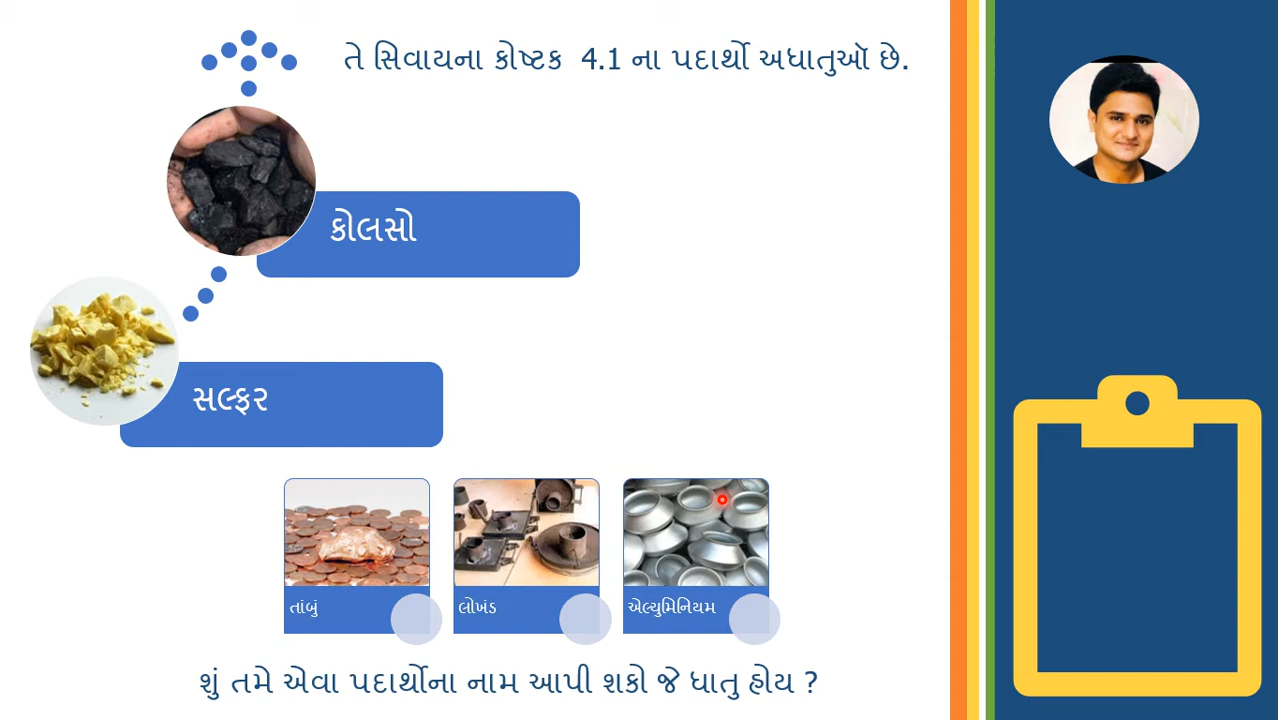 તે સિવાયના કોષ્ટક 4.1 ના પદાર્થો અધાતુઑ છે.
કોલસો
સલ્ફર
તાંબું
લોખંડ
એલ્યુમિનિયમ
શું તમે એવા પદાર્થોના નામ આપી શકો જે ધાતુ હોય ?